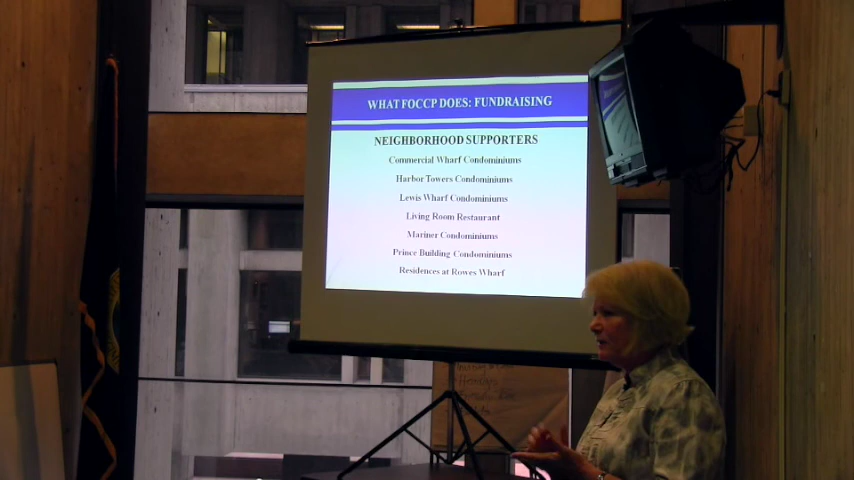 WHAT FOCCP DOES: FUNDRAISING
NEIGHBORHOOD SUPPORTERS
Commercial Wharf Condominiums
Harbor Towers Condominiums
Lewis Wharf Condominiums
Living Room Restaurant
Mariner Condominiums
Prince Building Condominiums
Residences at Rowes Wharf